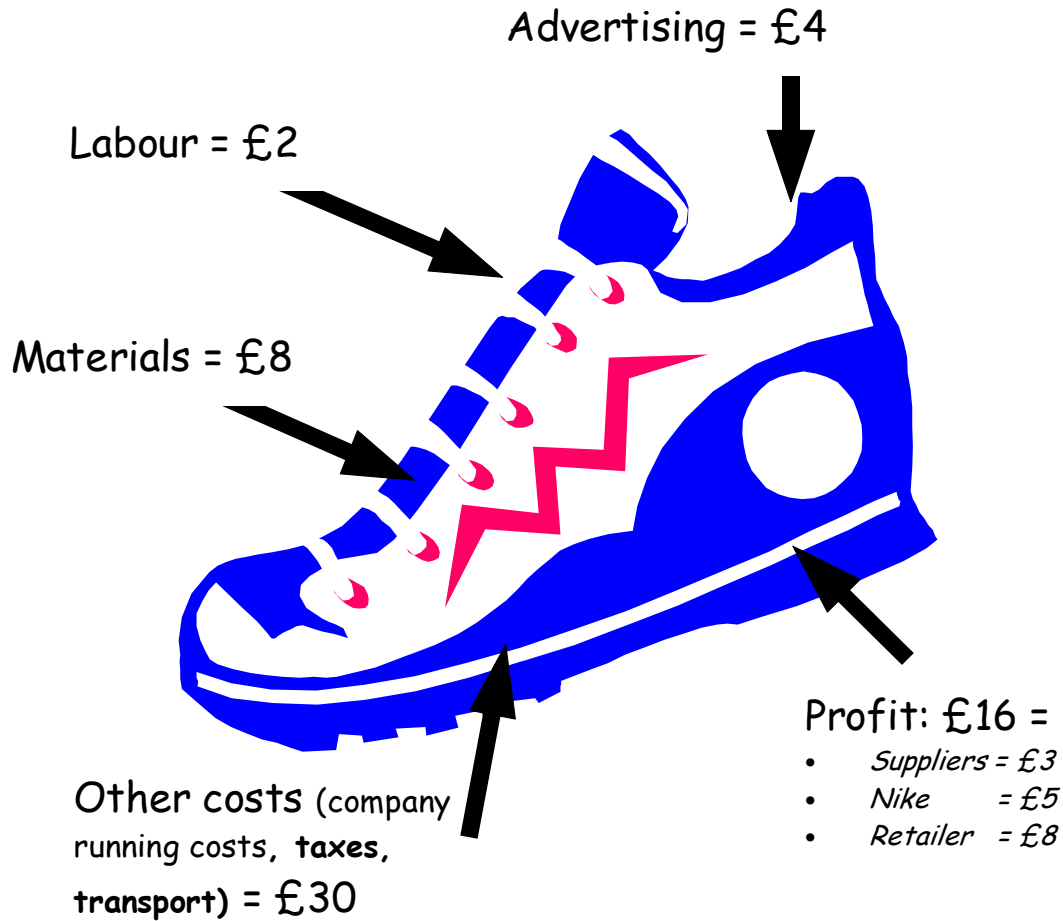 Advertising = £4
Labour = £2
Materials = £8
Profit: £16 =
• Suppliers = £3
• Nike = £5
• Retailer = £8
Other costs (company
running costs, taxes,
transport) = £30